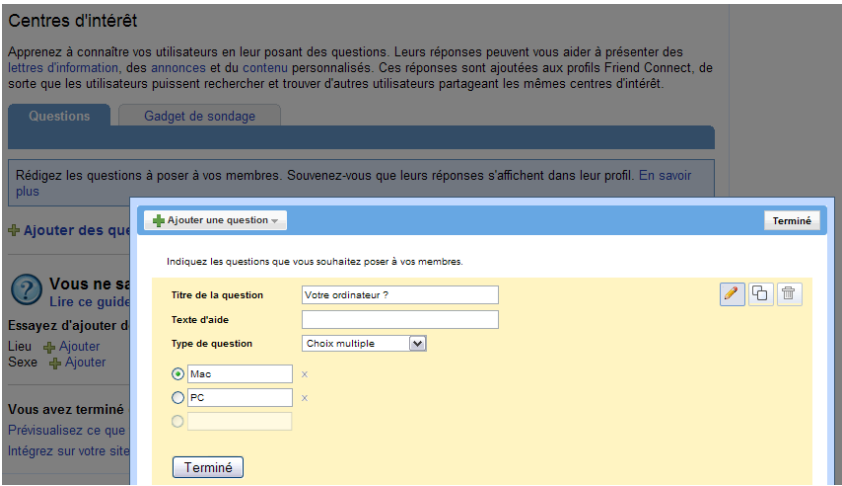 Centres d'intérêt
Apprenez à connaître vos utilisateurs en leur posant des questions. Leurs réponses peuvent vous aider à présenter des
lettres d'information, des annonces et du contenu personnalisés. Ces réponses sont ajoutées aux profils Friend Connect, de
sorte que les utilisateurs puissent rechercher et trouver d'autres utilisateurs partageant les mêmes centres d'intérêt.
Questions
Gadget de sondage
Rédigez les questions à poser à vos membres. Souvenez-vous que leurs réponses s'affichent dans leur profil. En savoir
plus
Ajouter des que
Vous ne sa
Lire ce guide
Essayez d'ajouter d
Lieu Ajouter
Sexe Ajouter
Vous avez terminé
Prévisualisez ce que
Intégrez sur votre site
Ajouter une question
Terminé
Indiquez les questions que vous souhaitez poser à vos membres.
Titre de la question Votre ordinateur ?
Texte d'aide
Type de question Choix multiple
Mac x
PC x
Terminé